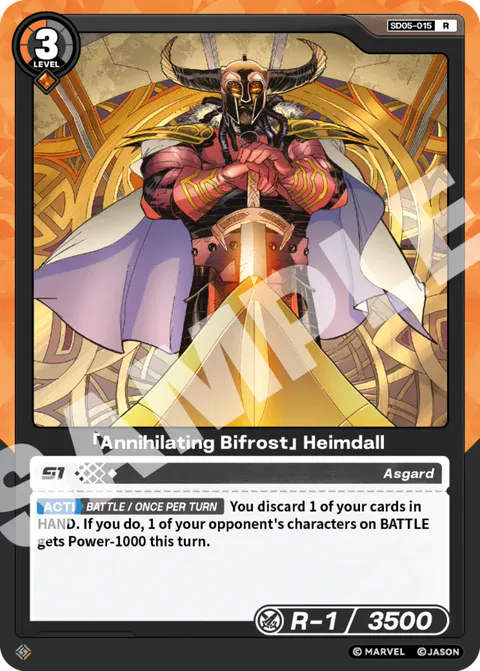 SD05-015 R
3
LEVEL
「Annihilating Bifrost」 Heimdall
S1
Asgard
ACT1 BATTLE / ONCE PER TURN You discard 1 of your cards in
HAND. If you do, 1 of your opponent's characters on BATTLE
gets Power-1000 this turn.
R-1 / 3500
© MARVEL © JASON
SAMPLE